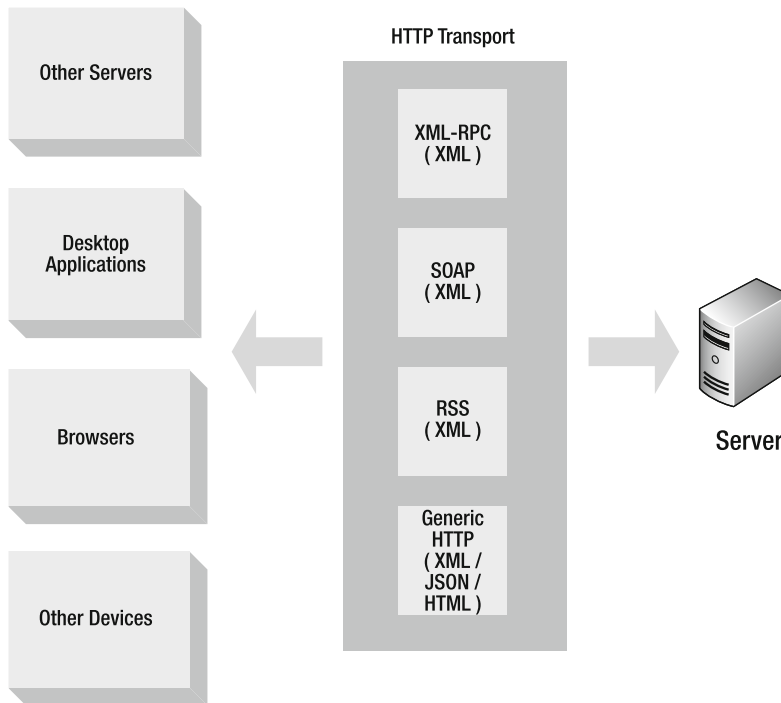 Other Servers
Desktop
Applications
Browsers
Other Devices
HTTP Transport
XML-RPC
( XML )
SOAP
( XML )
RSS
( XML )
Generic
HTTP
( XML /
JSON /
HTML )
Server